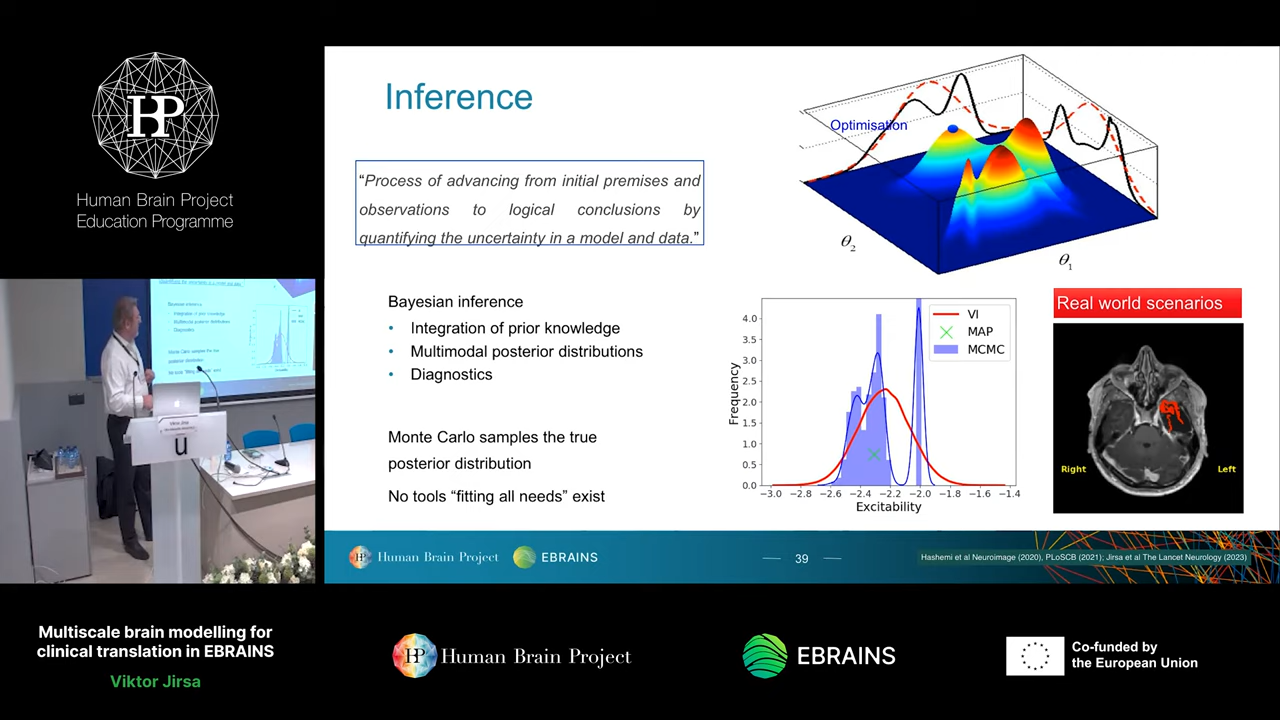 Human Brain Project
Education Programme
Inference
“Process of advancing from initial premises and
observations to logical conclusions by
quantifying the uncertainty in a model and data.”
Bayesian inference
• Integration of prior knowledge
• Multimodal posterior distributions
• Diagnostics
Monte Carlo samples the true
posterior distribution
No tools “fitting all needs” exist
Optimisation
θ2
θ1
VI
MAP
MCMC
Frequency
4.0
3.5
3.0
2.5
2.0
1.5
1.0
0.5
0.0
−3.0 −2.8 −2.6 −2.4 −2.2 −2.0 −1.8 −1.6 −1.4
Excitability
Real world scenarios
Right
Left
HP Human Brain Project
EBRAINS
39
Hashemi et al Neuroimage (2020), PLoSCB (2021); Jirsa et al The Lancet Neurology (2023)
Multiscale brain modelling for
clinical translation in EBRAINS
Viktor Jirsa
HP Human Brain Project
EBRAINS
Co-funded by
the European Union